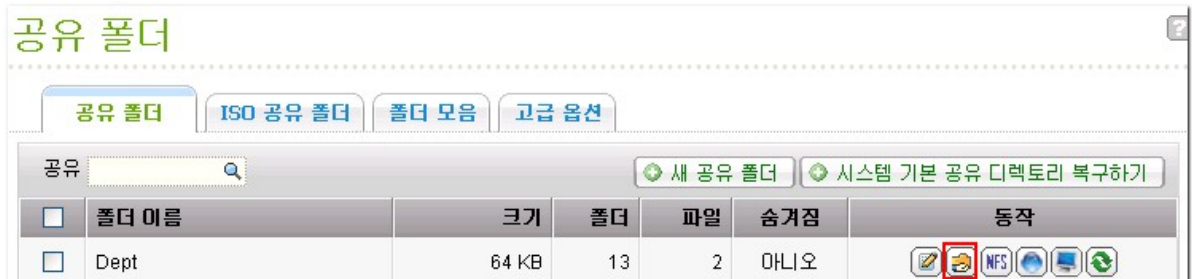 공유 폴더
?
공유 폴더 ISO 공유 폴더 폴더 모음 고급 옵션
공유 새 공유 폴더 시스템 기본 공유 디렉토리 복구하기
폴더 이름 크기 폴더 파일 숨겨짐 동작
Dept 64 KB 13 2 아니오 NFS